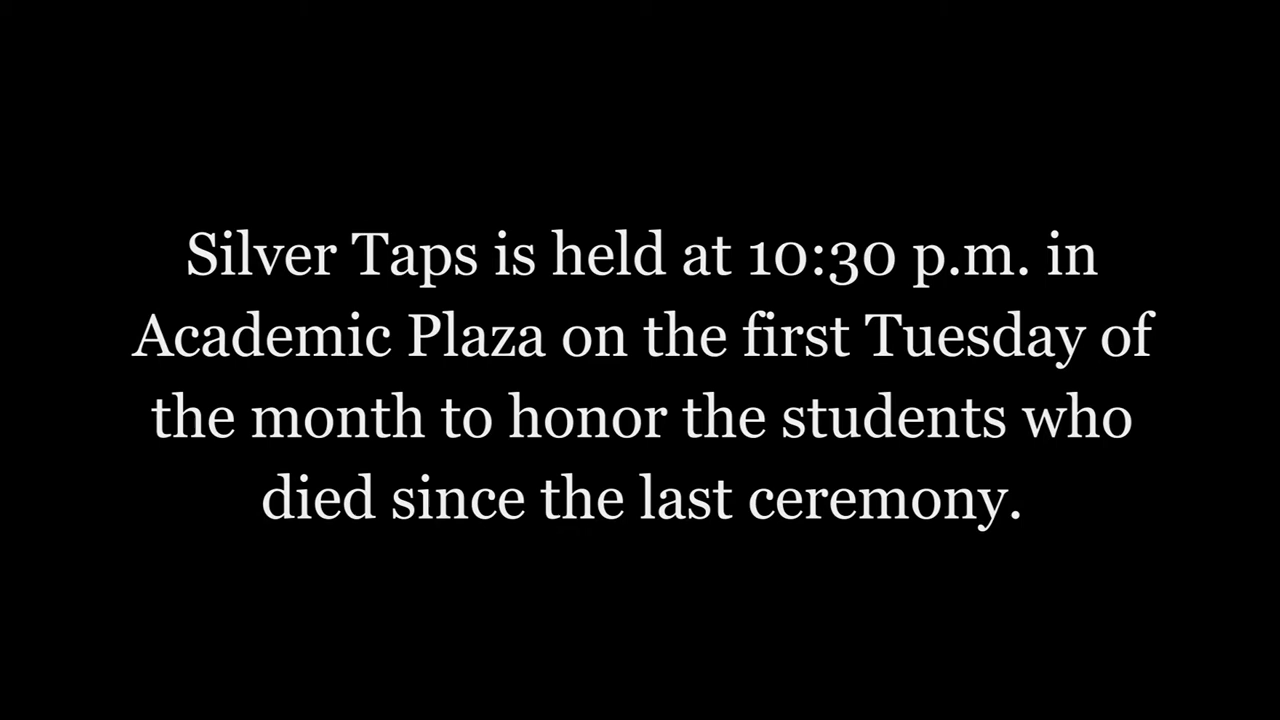 Silver Taps is held at 10:30 p.m. in
Academic Plaza on the first Tuesday of
the month to honor the students who
died since the last ceremony.